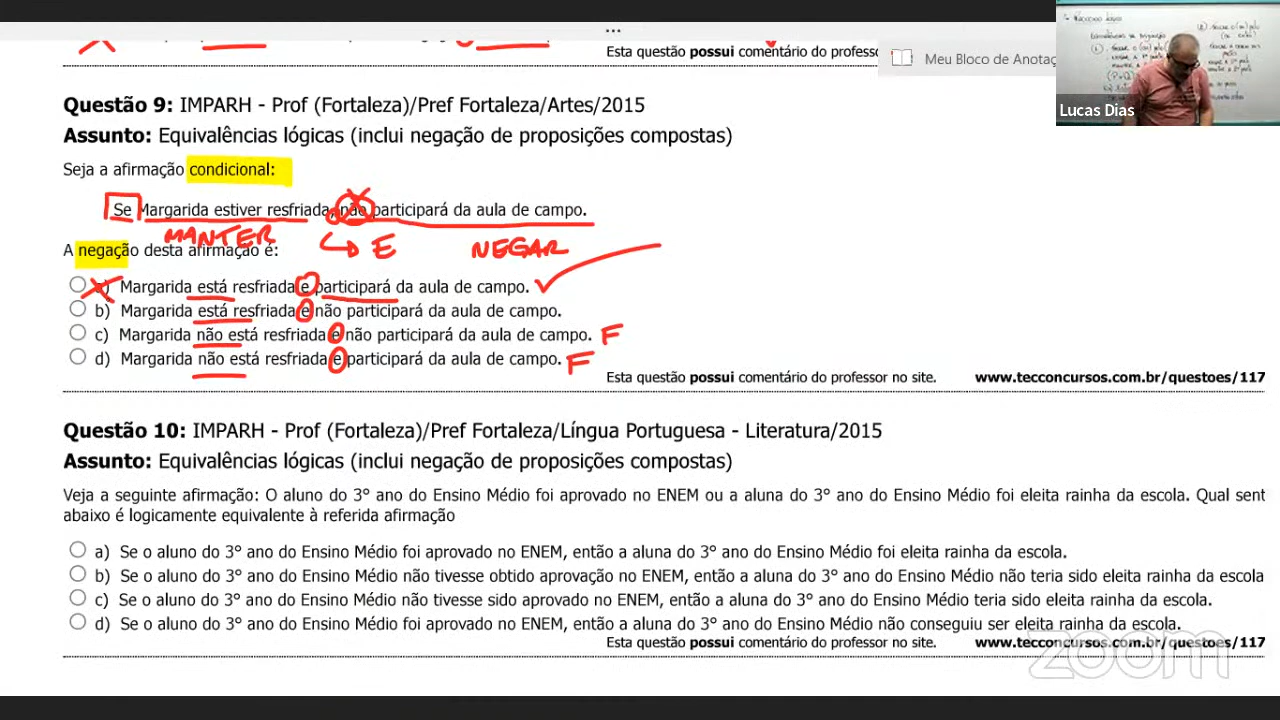 Esta questão possui comentário do professor
Meu Bloco de Anotaç
Lucas Dias
Questão 9: IMPARH - Prof (Fortaleza)/Pref Fortaleza/Artes/2015
Assunto: Equivalências lógicas (inclui negação de proposições compostas)
Seja a afirmação condicional:
Se Margarida estiver resfriada, não participará da aula de campo.
MANTER E NEGAR
A negação desta afirmação é:
a) Margarida está resfriada e participará da aula de campo.
b) Margarida está resfriada e não participará da aula de campo.
c) Margarida não está resfriada e não participará da aula de campo. F
d) Margarida não está resfriada e participará da aula de campo. F
Esta questão possui comentário do professor no site. www.tecconcursos.com.br/questoes/117
Questão 10: IMPARH - Prof (Fortaleza)/Pref Fortaleza/Língua Portuguesa - Literatura/2015
Assunto: Equivalências lógicas (inclui negação de proposições compostas)
Veja a seguinte afirmação: O aluno do 3° ano do Ensino Médio foi aprovado no ENEM ou a aluna do 3° ano do Ensino Médio foi eleita rainha da escola. Qual sent
abaixo é logicamente equivalente à referida afirmação
a) Se o aluno do 3° ano do Ensino Médio foi aprovado no ENEM, então a aluna do 3° ano do Ensino Médio foi eleita rainha da escola.
b) Se o aluno do 3° ano do Ensino Médio não tivesse obtido aprovação no ENEM, então a aluna do 3° ano do Ensino Médio não teria sido eleita rainha da escola
c) Se o aluno do 3° ano do Ensino Médio não tivesse sido aprovado no ENEM, então a aluna do 3° ano do Ensino Médio teria sido eleita rainha da escola.
d) Se o aluno do 3° ano do Ensino Médio foi aprovado no ENEM, então a aluna do 3° ano do Ensino Médio não conseguiu ser eleita rainha da escola.
Esta questão possui comentário do professor no site. www.tecconcursos.com.br/questoes/117
zoom